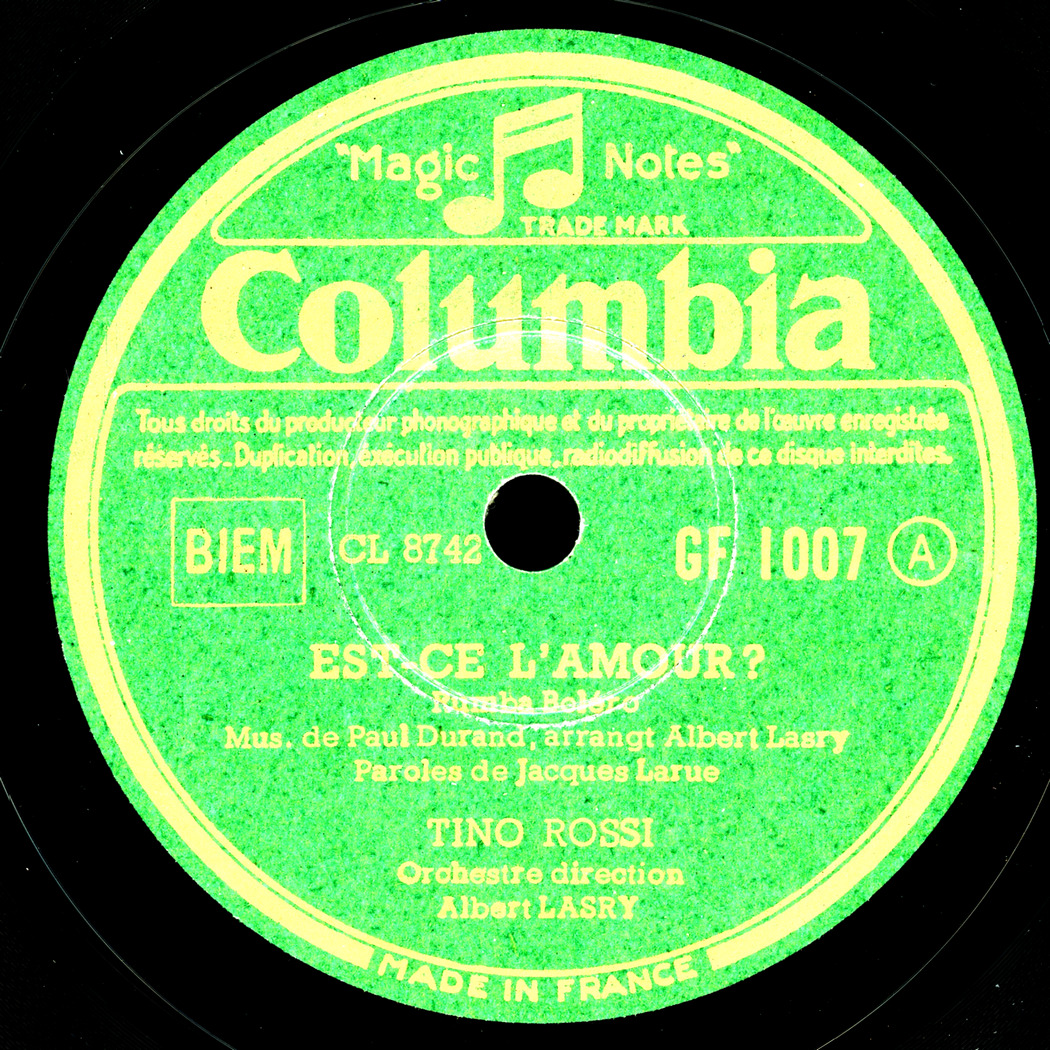 "Magic Notes"
TRADE MARK
Columbia
Tous droits du producteur phonographique et du propriétaire de l'œuvre enregistrée
réservés. Duplication, exécution publique, radiodiffusion de ce disque interdites.
BIEM CL 8742 GF 1007 A
EST-CE L'AMOUR?
Rumba Boléro
Mus. de Paul Durand, arrangt Albert Lasry
Paroles de Jacques Larue
TINO ROSSI
Orchestre direction
Albert LASRY
MADE IN FRANCE